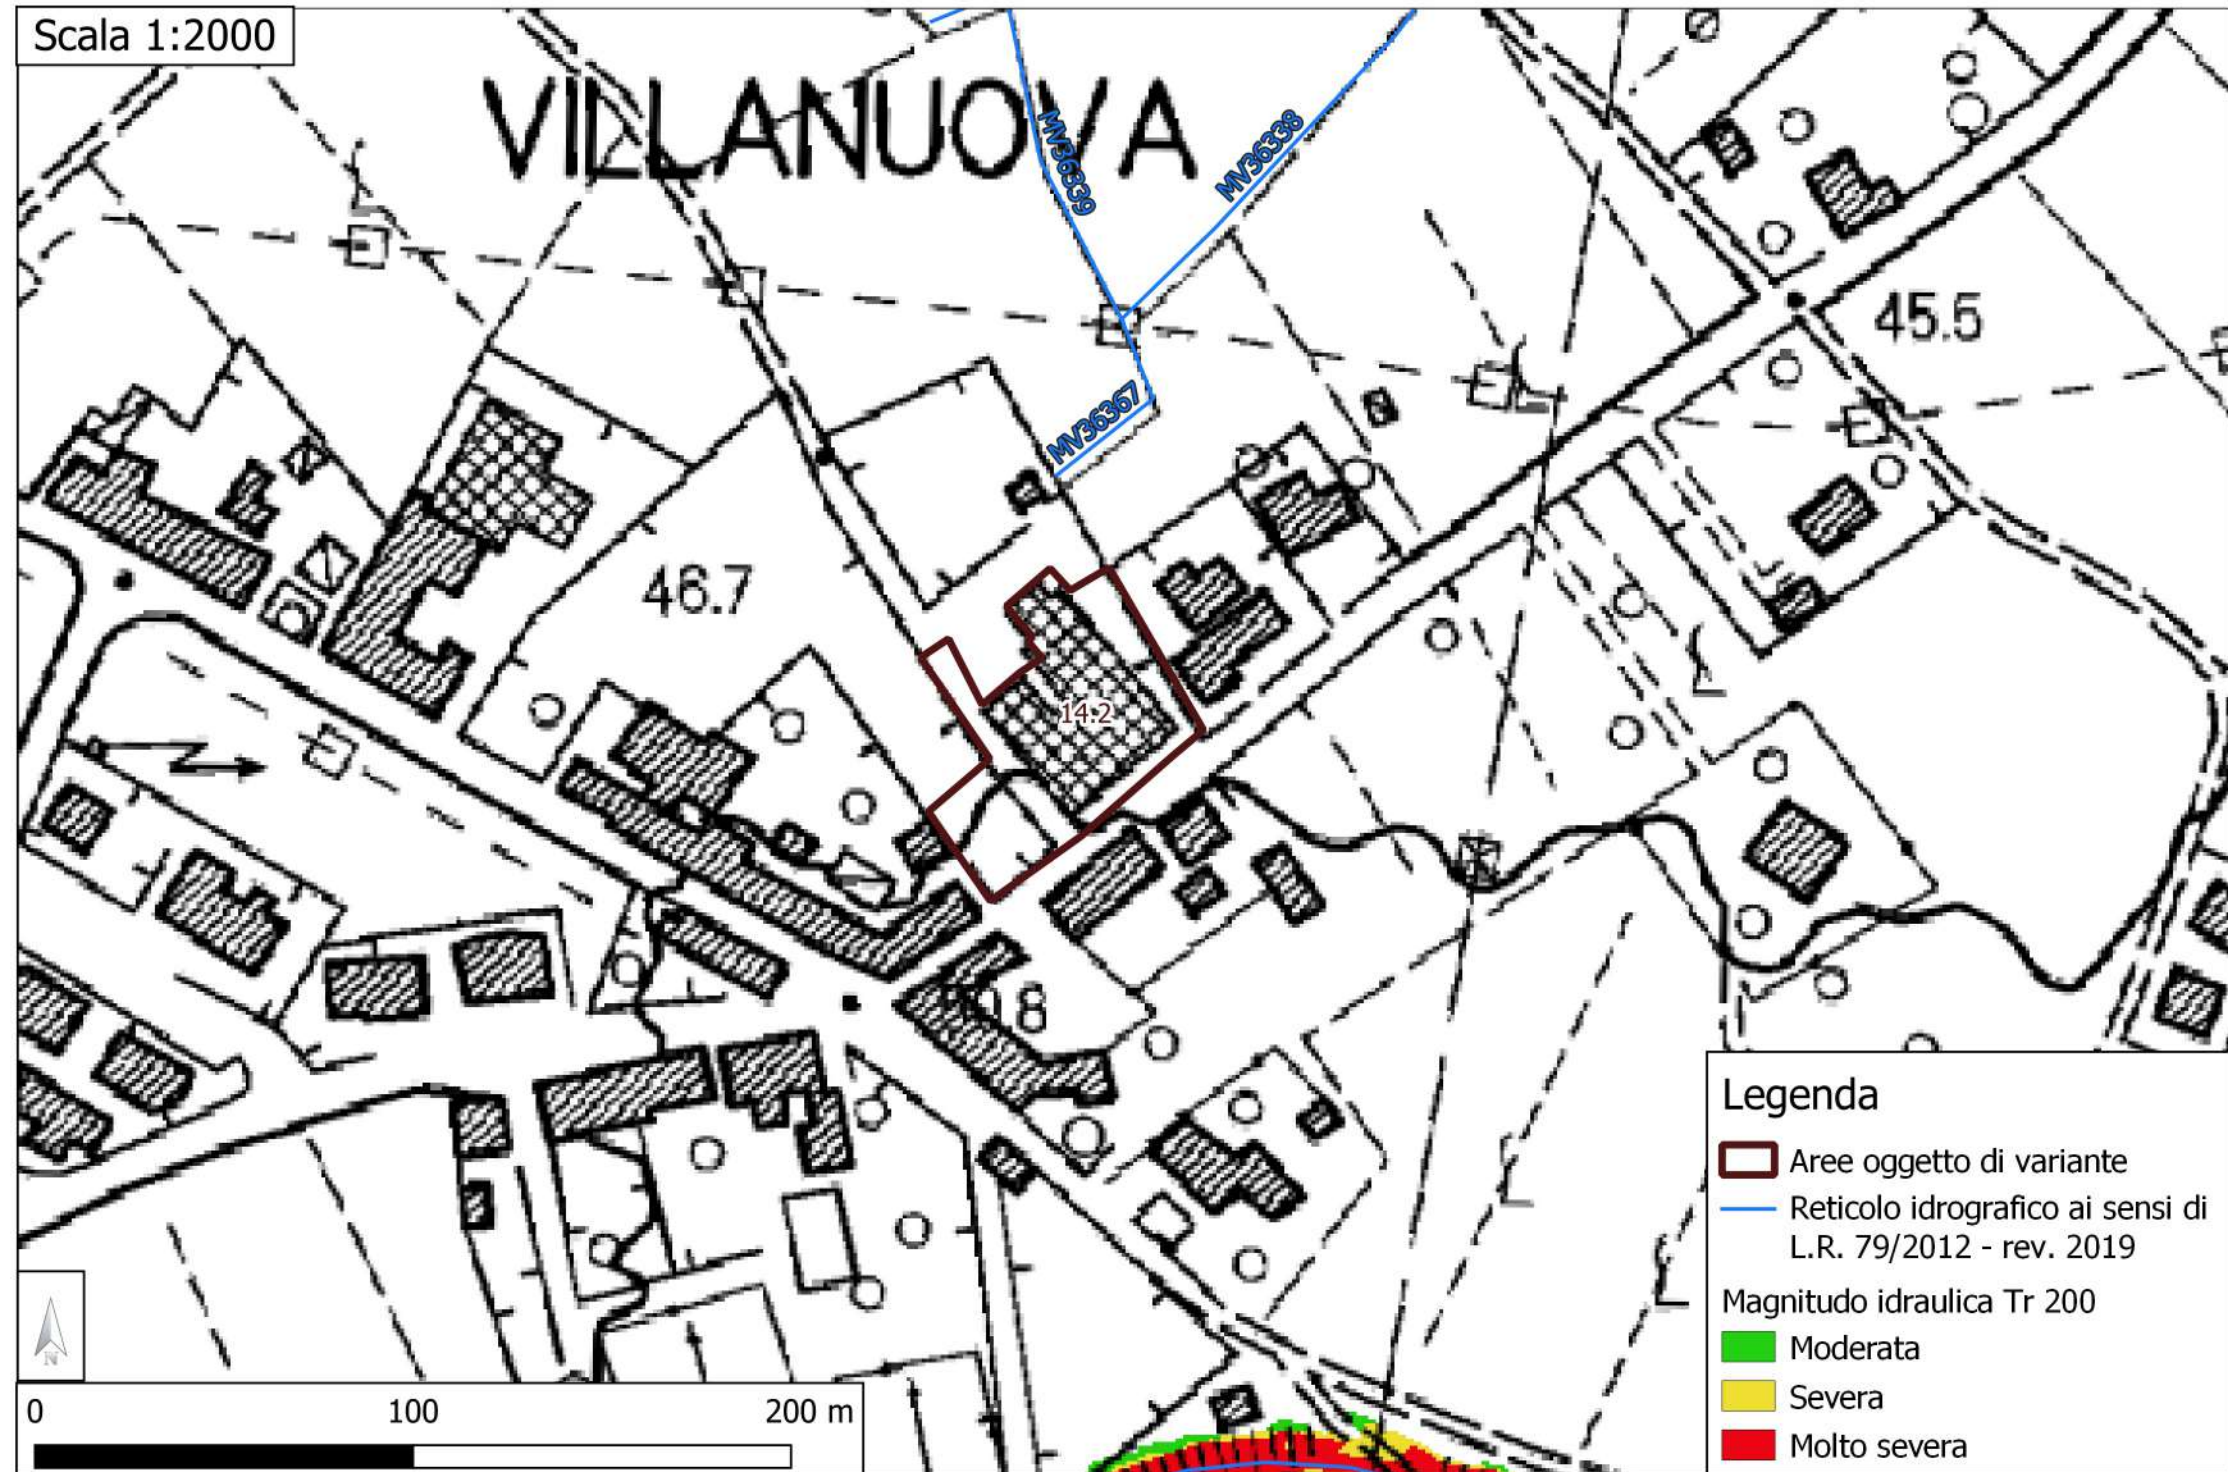 Scala 1:2000
VILLANUOVA
MV36339
MV36338
45.5
MV36367
46.7
14.2
Legenda
Aree oggetto di variante
Reticolo idrografico ai sensi di
L.R. 79/2012 - rev. 2019
Magnitudo idraulica Tr 200
Moderata
Severa
Molto severa
N
0 100 200 m